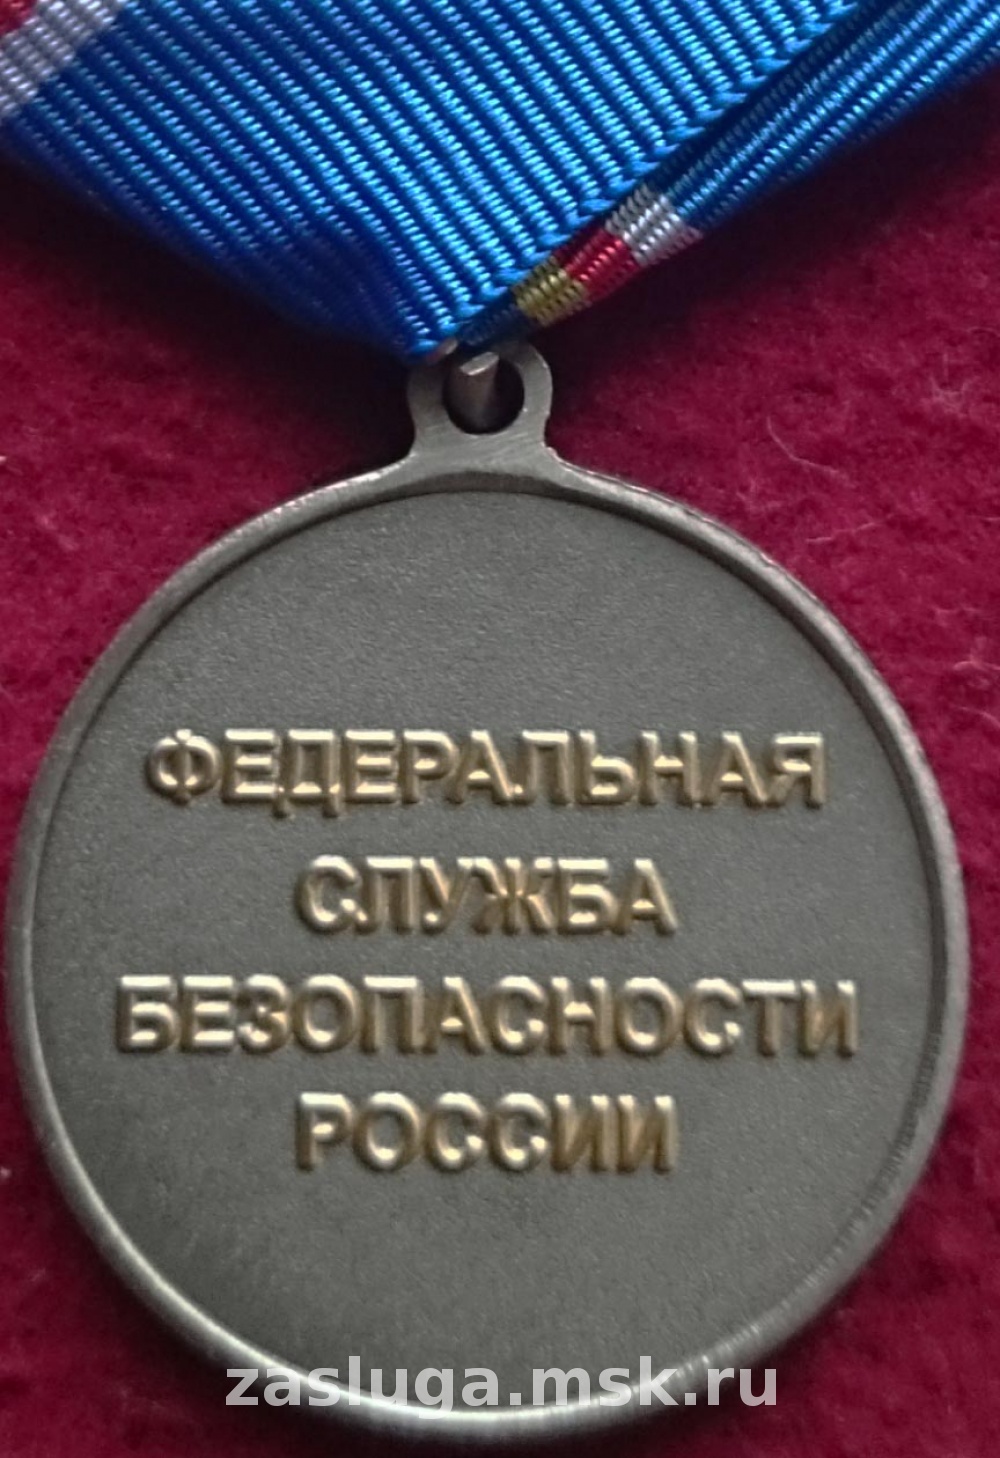 ФЕДЕРАЛЬНАЯ
СЛУЖБА
БЕЗОПАСНОСТИ
РОССИИ
zasluga.msk.ru